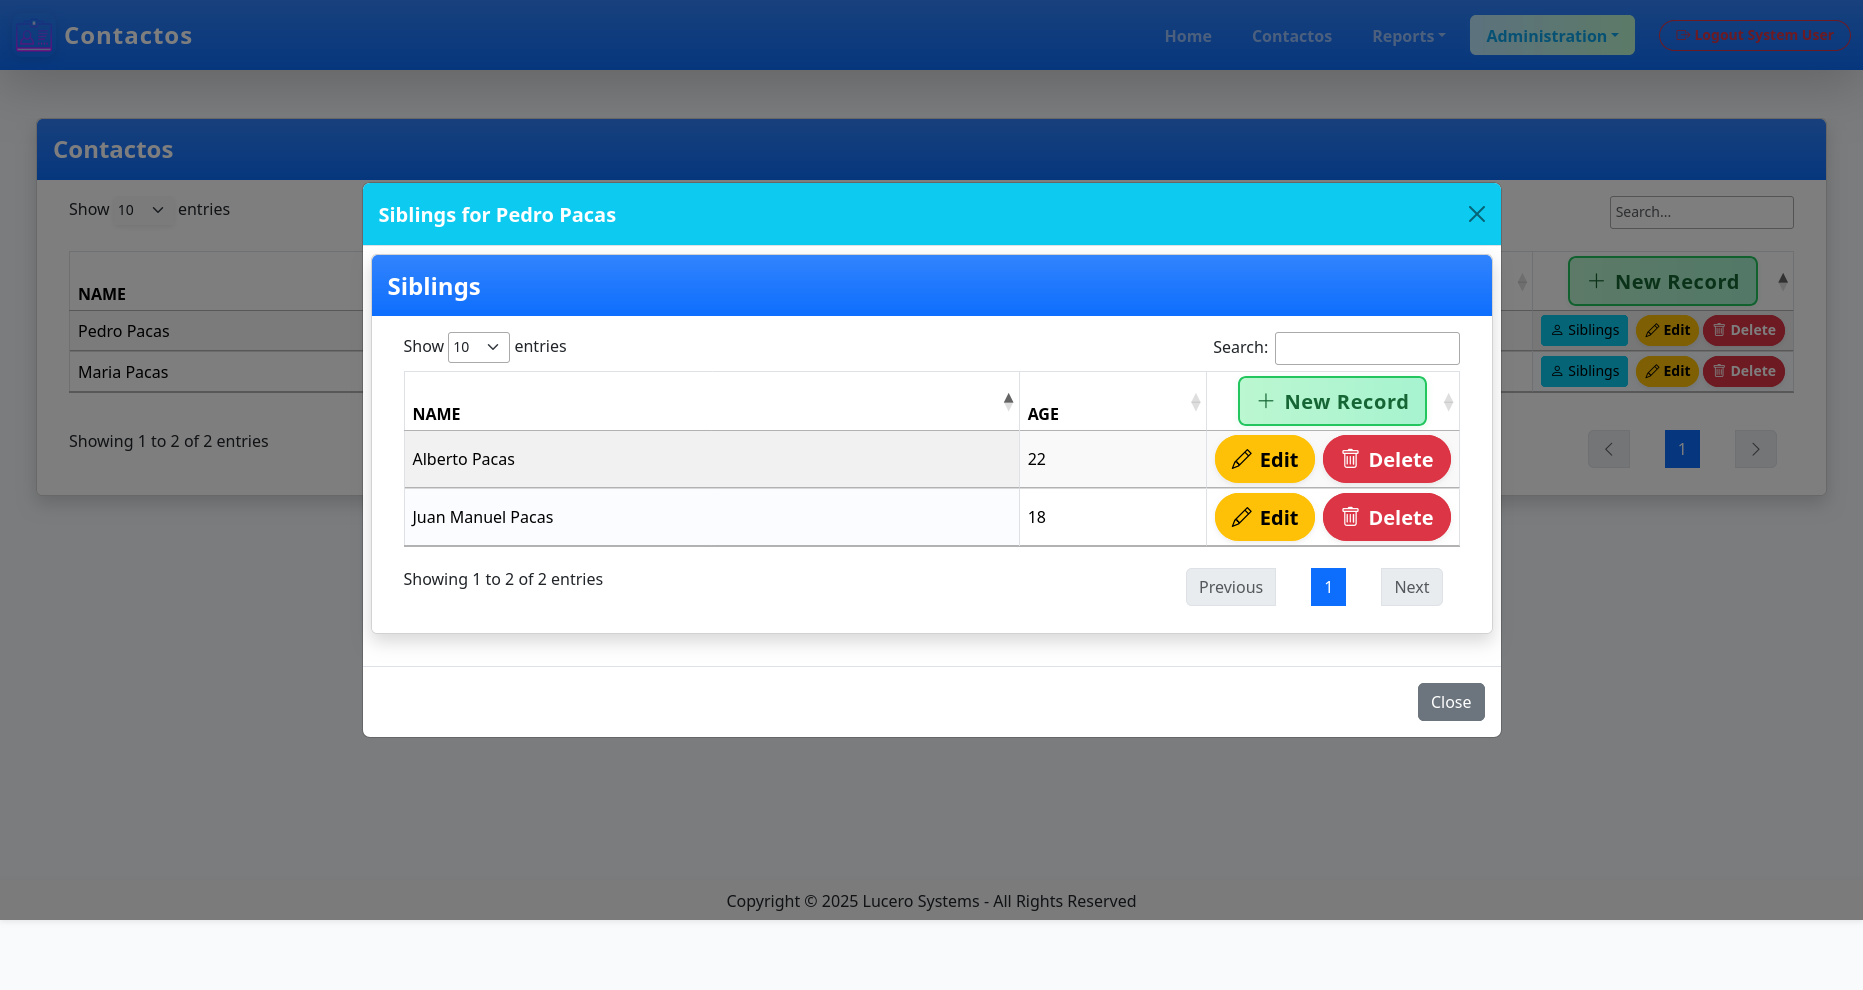 Contactos
Home Contactos Reports Administration Logout System User
Contactos
Show 10 entries
Search...
NAME
New Record
Pedro Pacas
Siblings Edit Delete
Maria Pacas
Siblings Edit Delete
Showing 1 to 2 of 2 entries
1
Siblings for Pedro Pacas
Siblings
Show 10 entries
Search:
NAME AGE New Record
Alberto Pacas 22 Edit Delete
Juan Manuel Pacas 18 Edit Delete
Showing 1 to 2 of 2 entries
Previous 1 Next
Close
Copyright © 2025 Lucero Systems - All Rights Reserved